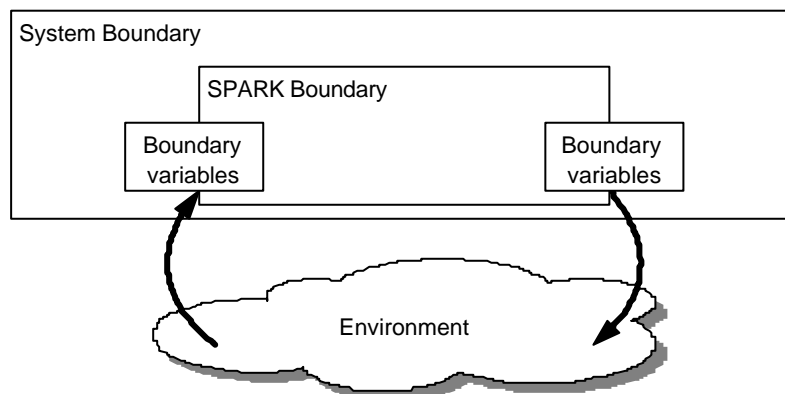 System Boundary
SPARK Boundary
Boundary
variables
Boundary
variables
Environment